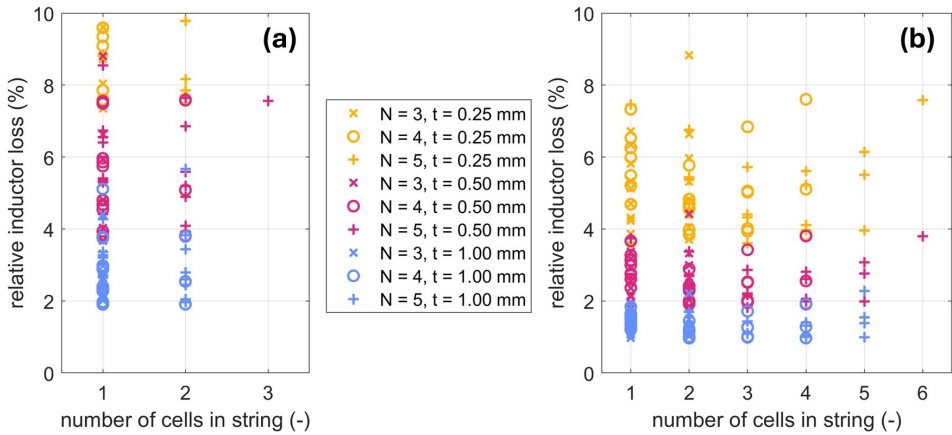 (a)
10
8
6
4
2
0
relative inductor loss (%)
1 2 3
number of cells in string (-)
N = 3, t = 0.25 mm
N = 4, t = 0.25 mm
N = 5, t = 0.25 mm
N = 3, t = 0.50 mm
N = 4, t = 0.50 mm
N = 5, t = 0.50 mm
N = 3, t = 1.00 mm
N = 4, t = 1.00 mm
N = 5, t = 1.00 mm
(b)
10
8
6
4
2
0
relative inductor loss (%)
1 2 3 4 5 6
number of cells in string (-)